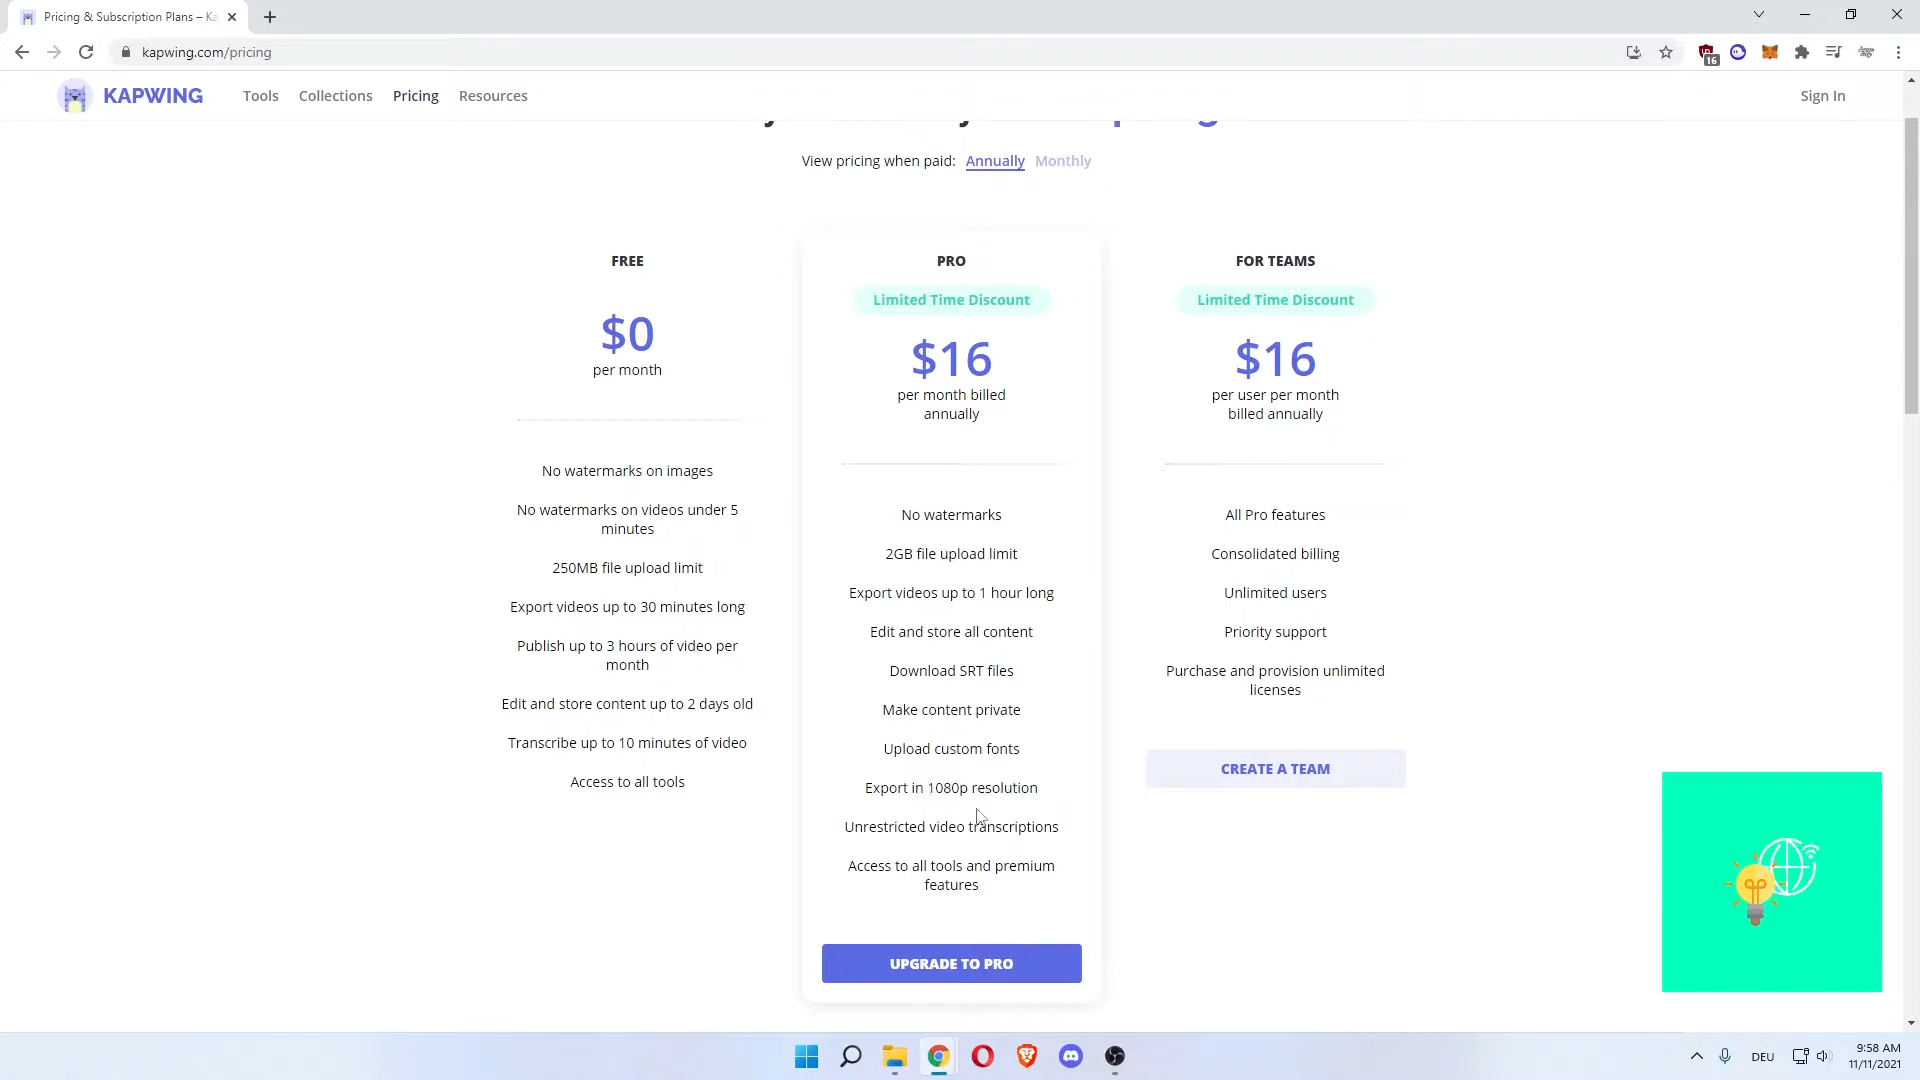 Pricing & Subscription Plans – Ka
kapwing.com/pricing
16
KAPWING
Tools
Collections
Pricing
Resources
Sign In
View pricing when paid: Annually Monthly
FREE
$0
per month
No watermarks on images
No watermarks on videos under 5
minutes
250MB file upload limit
Export videos up to 30 minutes long
Publish up to 3 hours of video per
month
Edit and store content up to 2 days old
Transcribe up to 10 minutes of video
Access to all tools
PRO
Limited Time Discount
$16
per month billed
annually
No watermarks
2GB file upload limit
Export videos up to 1 hour long
Edit and store all content
Download SRT files
Make content private
Upload custom fonts
Export in 1080p resolution
Unrestricted video transcriptions
Access to all tools and premium
features
UPGRADE TO PRO
FOR TEAMS
Limited Time Discount
$16
per user per month
billed annually
All Pro features
Consolidated billing
Unlimited users
Priority support
Purchase and provision unlimited
licenses
CREATE A TEAM
DEU
9:58 AM
11/11/2021